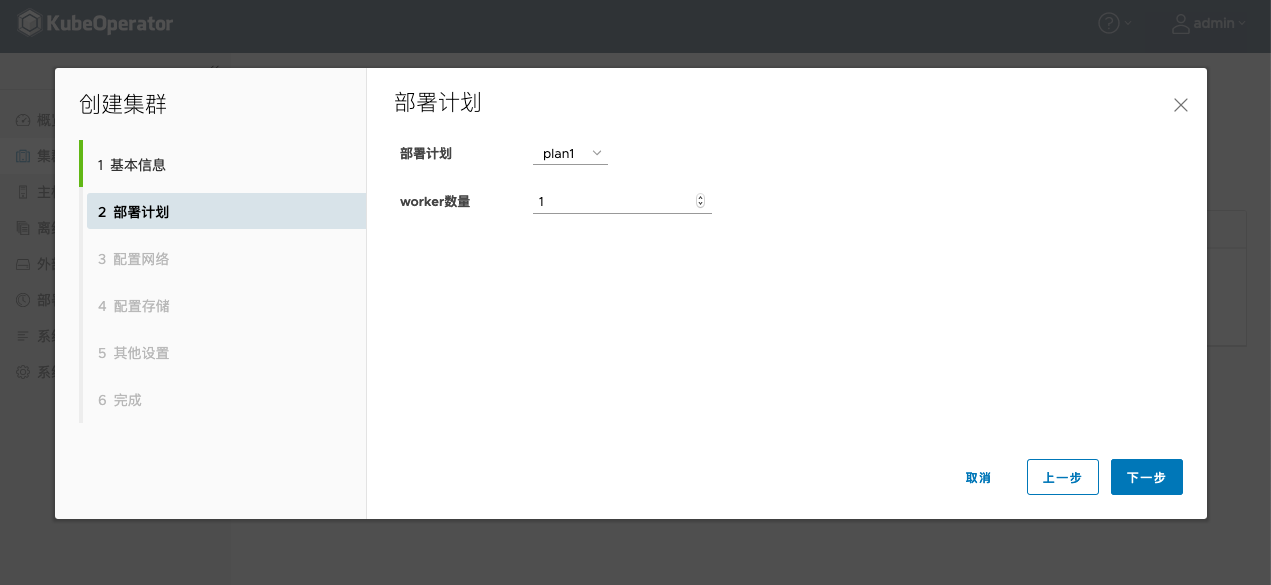 KubeOperator
admin
创建集群
1 基本信息
2 部署计划
3 配置网络
4 配置存储
5 其他设置
6 完成
部署计划
部署计划 plan1
worker数量 1
取消 上一步 下一步